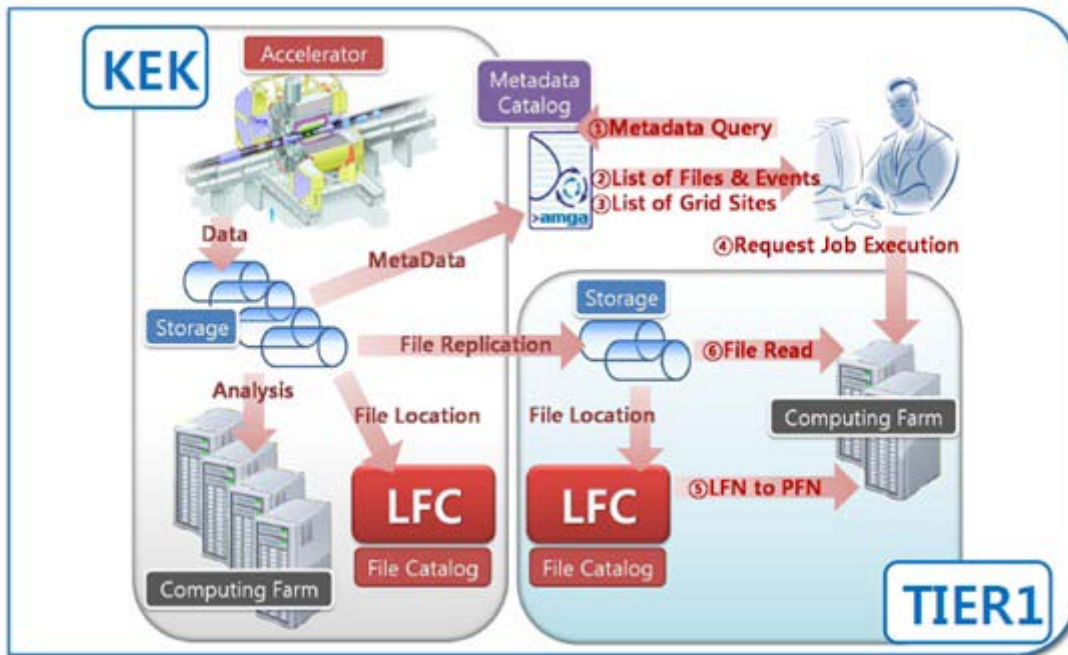 KEK
Accelerator
Metadata
Catalog
①Metadata Query
②List of Files & Events
③List of Grid Sites
>amga
Data
MetaData
④Request Job Execution
Storage
Storage
File Replication
⑥File Read
Analysis
File Location
File Location
Computing Farm
LFC
LFC
⑤LFN to PFN
File Catalog
File Catalog
Computing Farm
TIER1